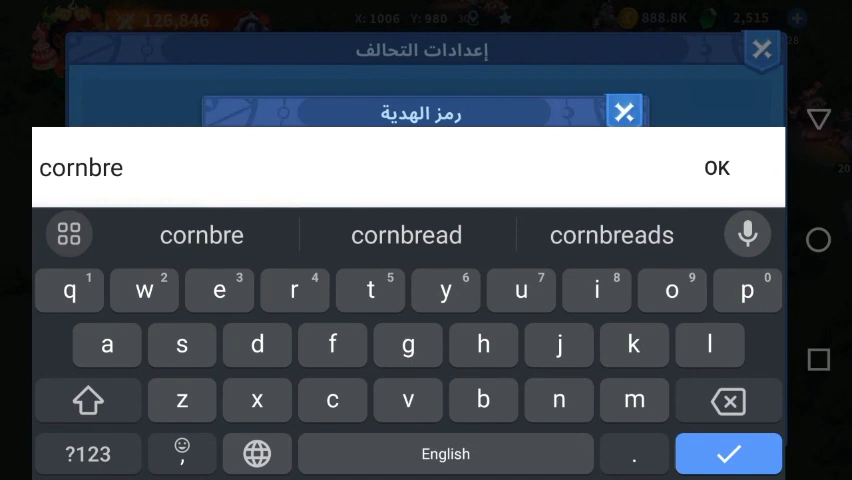 126,846
X: 1006 Y: 980
888.8K
2,515
إعدادات التحالف
رمز الهدية
cornbre
OK
cornbre cornbread cornbreads
q 1 w 2 e 3 r 4 t 5 y 6 u 7 i 8 o 9 p 0
a s d f g h j k l
z x c v b n m
?123 , English .